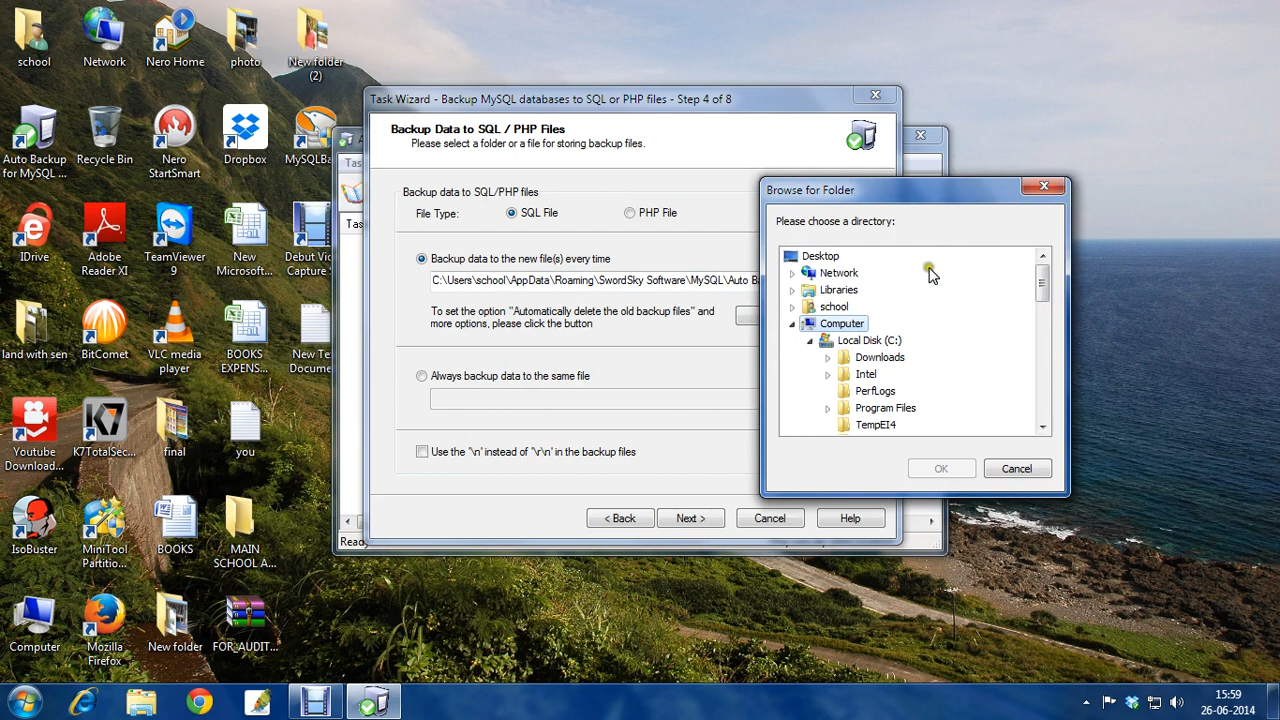 school
Network
Nero Home
photo
New folder
(2)
Auto Backup
for MySQL ...
Recycle Bin
Nero
StartSmart
Dropbox
IDrive
Adobe
Reader XI
TeamViewer
9
New
Microsoft...
Debut Vid
Capture S
land with sen
BitComet
VLC media
player
BOOKS
EXPENS...
New Te
Docume
Youtube
Download...
K7TotalSec...
final
you
IsoBuster
MiniTool
Partitio...
BOOKS
MAIN
SCHOOL A...
Computer
Mozilla
Firefox
New folder
FOR_AUDIT...
Task Wizard - Backup MySQL databases to SQL or PHP files - Step 4 of 8
Backup Data to SQL / PHP Files
Please select a folder or a file for storing backup files.
Backup data to SQL/PHP files
File Type:
SQL File
PHP File
Backup data to the new file(s) every time
C:\Users\school\AppData\Roaming\SwordSky Software\MySQL\Auto B
To set the option "Automatically delete the old backup files" and
more options, please click the button
Always backup data to the same file
Use the '\n' instead of '\r\n' in the backup files
< Back
Next >
Cancel
Help
Browse for Folder
Please choose a directory:
Desktop
Network
Libraries
school
Computer
Local Disk (C:)
Downloads
Intel
PerfLogs
Program Files
TempEI4
OK
Cancel
15:59
26-06-2014